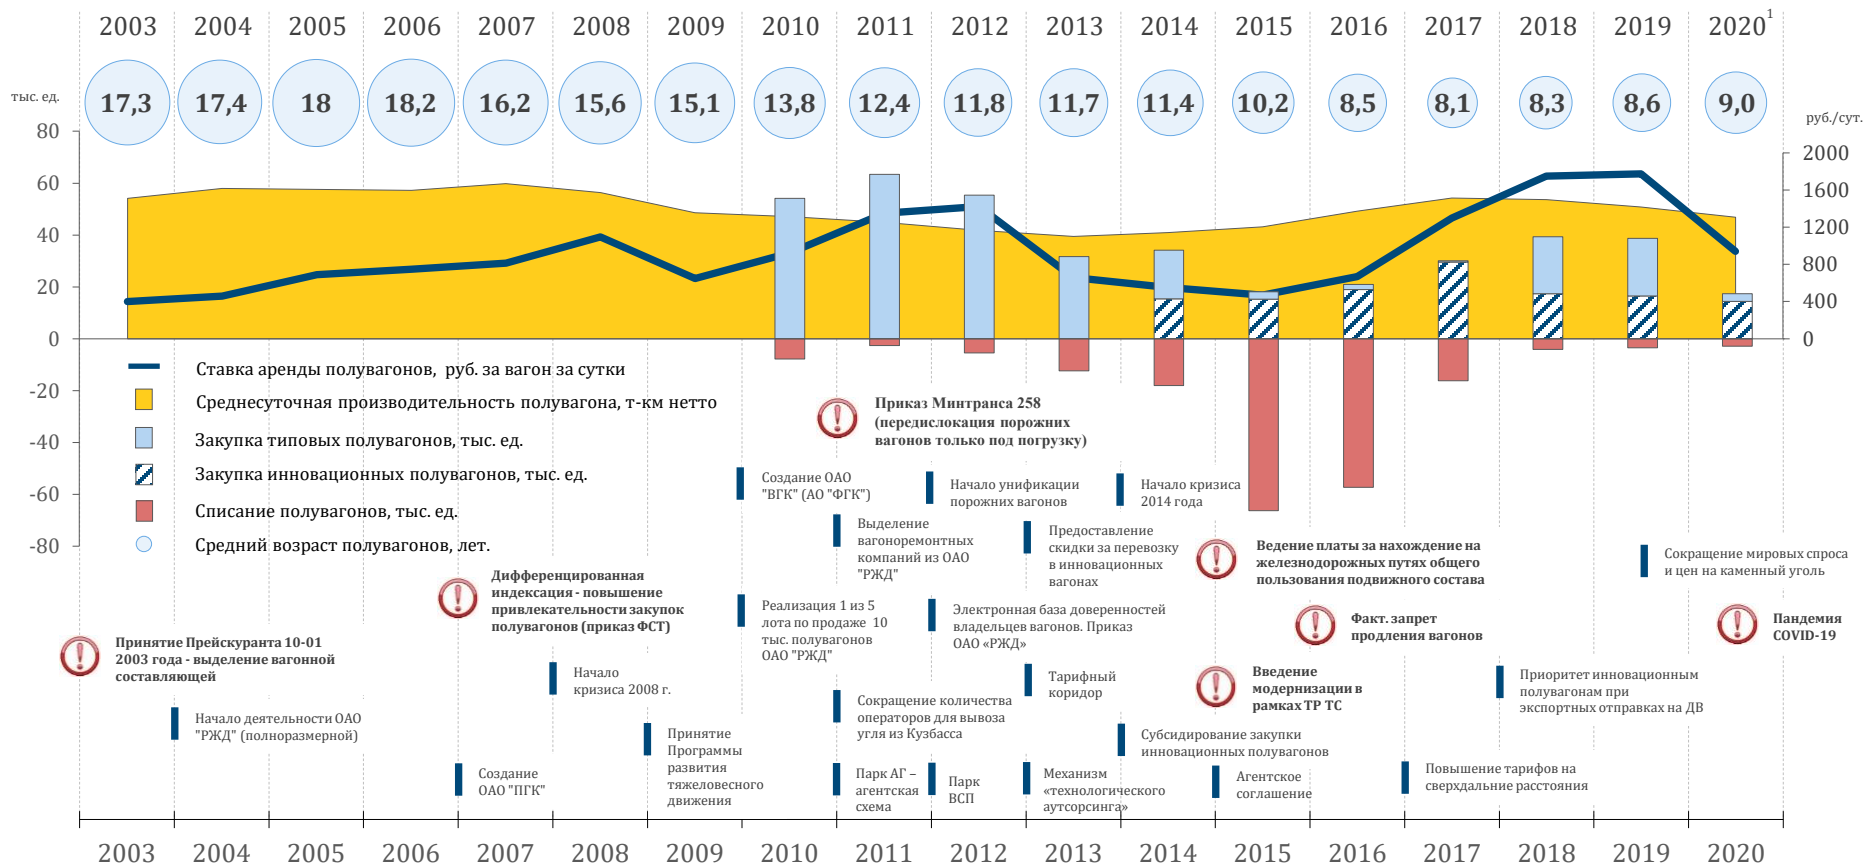 2003 2004 2005 2006 2007 2008 2009 2010 2011 2012 2013 2014 2015 2016 2017 2018 2019 2020¹
тыс. ед.
17,3 17,4 18 18,2 16,2 15,6 15,1 13,8 12,4 11,8 11,7 11,4 10,2 8,5 8,1 8,3 8,6 9,0
руб./сут.
80
60
40
20
0
-20
-40
-60
-80
2000
1600
1200
800
400
0
Ставка аренды полувагонов, руб. за вагон за сутки
Среднесуточная производительность полувагона, т-км нетто
Закупка типовых полувагонов, тыс. ед.
Закупка инновационных полувагонов, тыс. ед.
Списание полувагонов, тыс. ед.
Средний возраст полувагонов, лет.
Приказ Минтранса 258
(передислокация порожних
вагонов только под погрузку)
Создание ОАО
"ВГК" (АО "ФГК")
Начало унификации
порожних вагонов
Начало кризиса
2014 года
Выделение
вагоноремонтных
компаний из ОАО
"РЖД"
Предоставление
скидки за перевозку
в инновационных
вагонах
Ведение платы за нахождение на
железнодорожных путях общего
пользования подвижного состава
Сокращение мировых спроса
и цен на каменный уголь
Дифференцированная
индексация - повышение
привлекательности закупок
полувагонов (приказ ФСТ)
Реализация 1 из 5
лота по продаже 10
тыс. полувагонов
ОАО "РЖД"
Электронная база доверенностей
владельцев вагонов. Приказ
ОАО «РЖД»
Факт. запрет
продления вагонов
Пандемия
COVID-19
Принятие Прейскуранта 10-01
2003 года - выделение вагонной
составляющей
Начало
кризиса 2008 г.
Тарифный
коридор
Введение
модернизации в
рамках ТР ТС
Приоритет инновационным
полувагонам при
экспортных отправках на ДВ
Начало деятельности ОАО
"РЖД" (полноразмерной)
Принятие
Программы
развития
тяжеловесного
движения
Сокращение количества
операторов для вывоза
угля из Кузбасса
Субсидирование закупки
инновационных полувагонов
Создание
ОАО "ПГК"
Парк АГ –
агентская
схема
Парк
ВСП
Механизм
«технологического
аутсорсинга»
Агентское
соглашение
Повышение тарифов на
сверхдальние расстояния
2003 2004 2005 2006 2007 2008 2009 2010 2011 2012 2013 2014 2015 2016 2017 2018 2019 2020